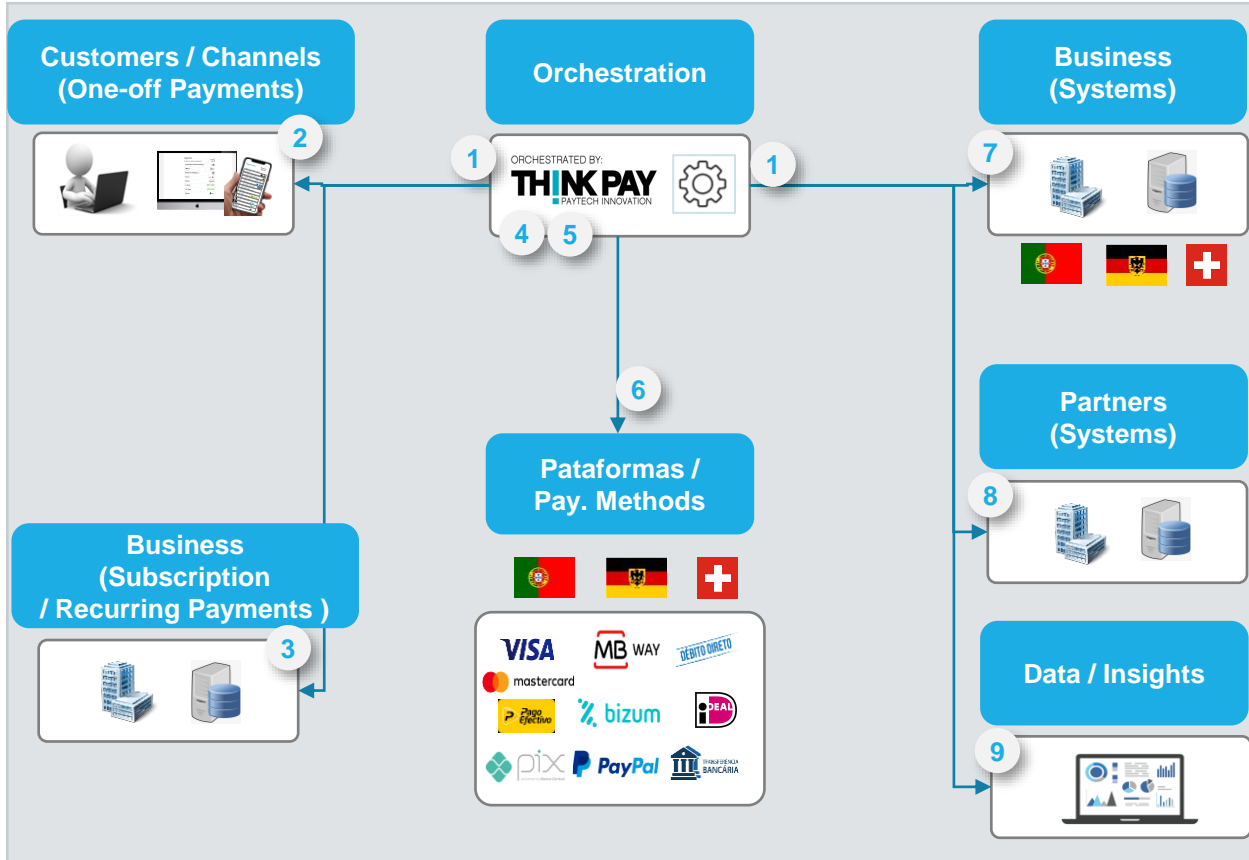 Customers / Channels
(One-off Payments)
2
Orchestration
1
ORCHESTRATED BY:
TH!NK PAY
PAYTECH INNOVATION
1
4
5
Business
(Systems)
7
6
Partners
(Systems)
8
Pataformas /
Pay. Methods
Business
(Subscription
/ Recurring Payments )
3
VISA
MB WAY
DÉBITO DIRETO
mastercard
Pago
Efectivo
bizum
iDEAL
pix
PayPal
TRANSFERÊNCIA
BANCÁRIA
Data / Insights
9